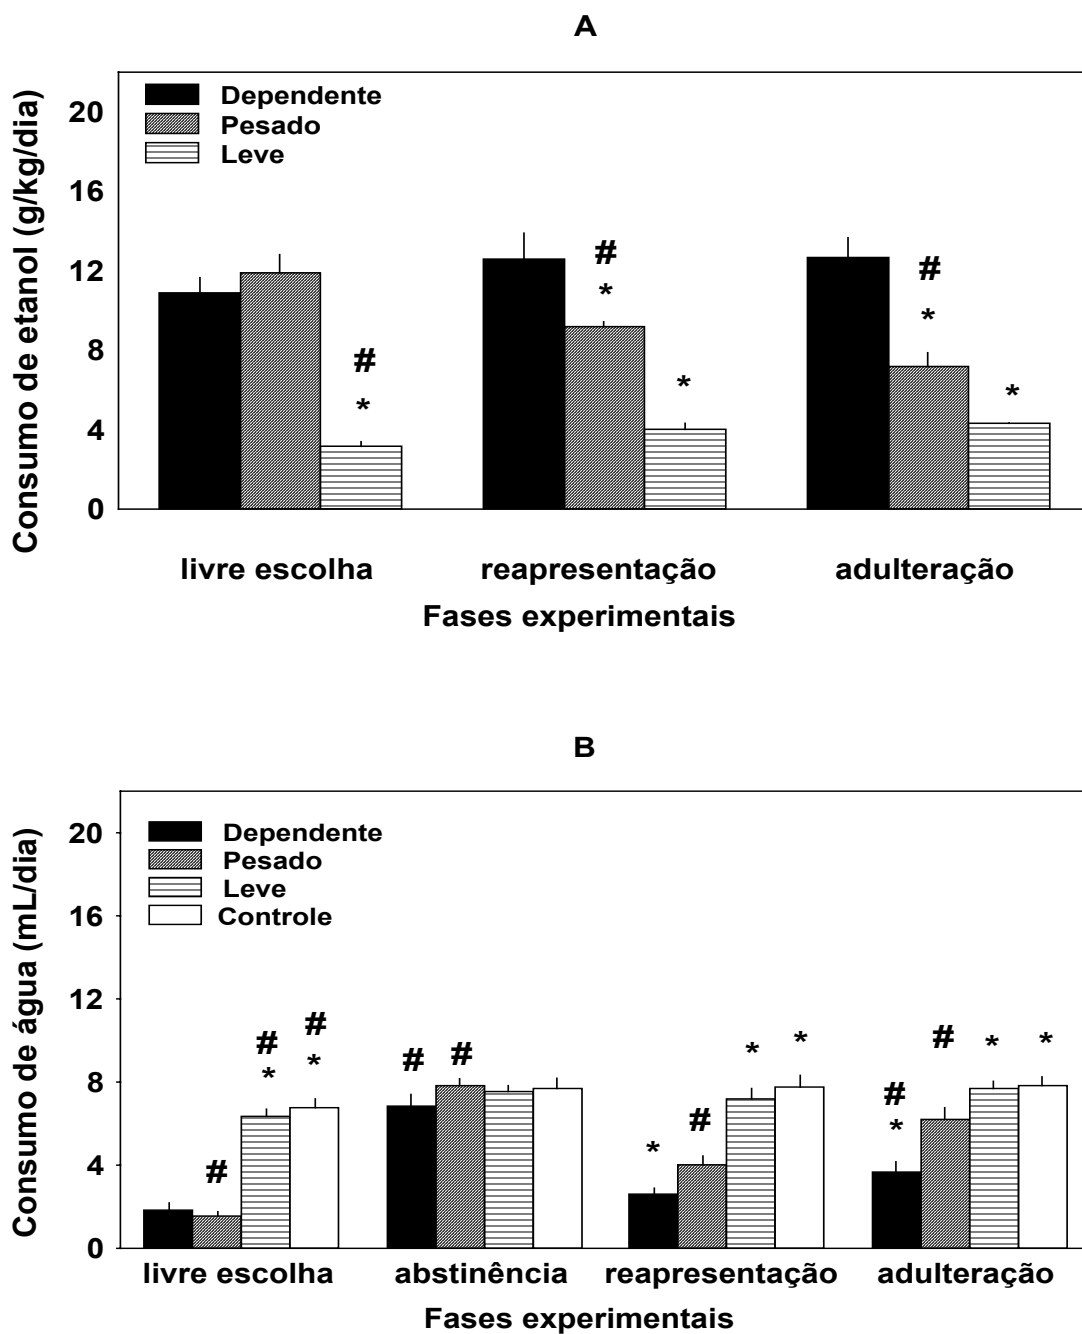 A
Consumo de etanol (g/kg/dia)
20
16
12
8
4
0
Dependente
Pesado
Leve
#
*
#
*
*
#
*
*
livre escolha
reapresentação
adulteração
Fases experimentais
B
Consumo de água (mL/dia)
20
16
12
8
4
0
Dependente
Pesado
Leve
Controle
#
#
*
#
*
#
#
*
#
*
*
#
*
#
*
*
livre escolha
abstinência
reapresentação
adulteração
Fases experimentais